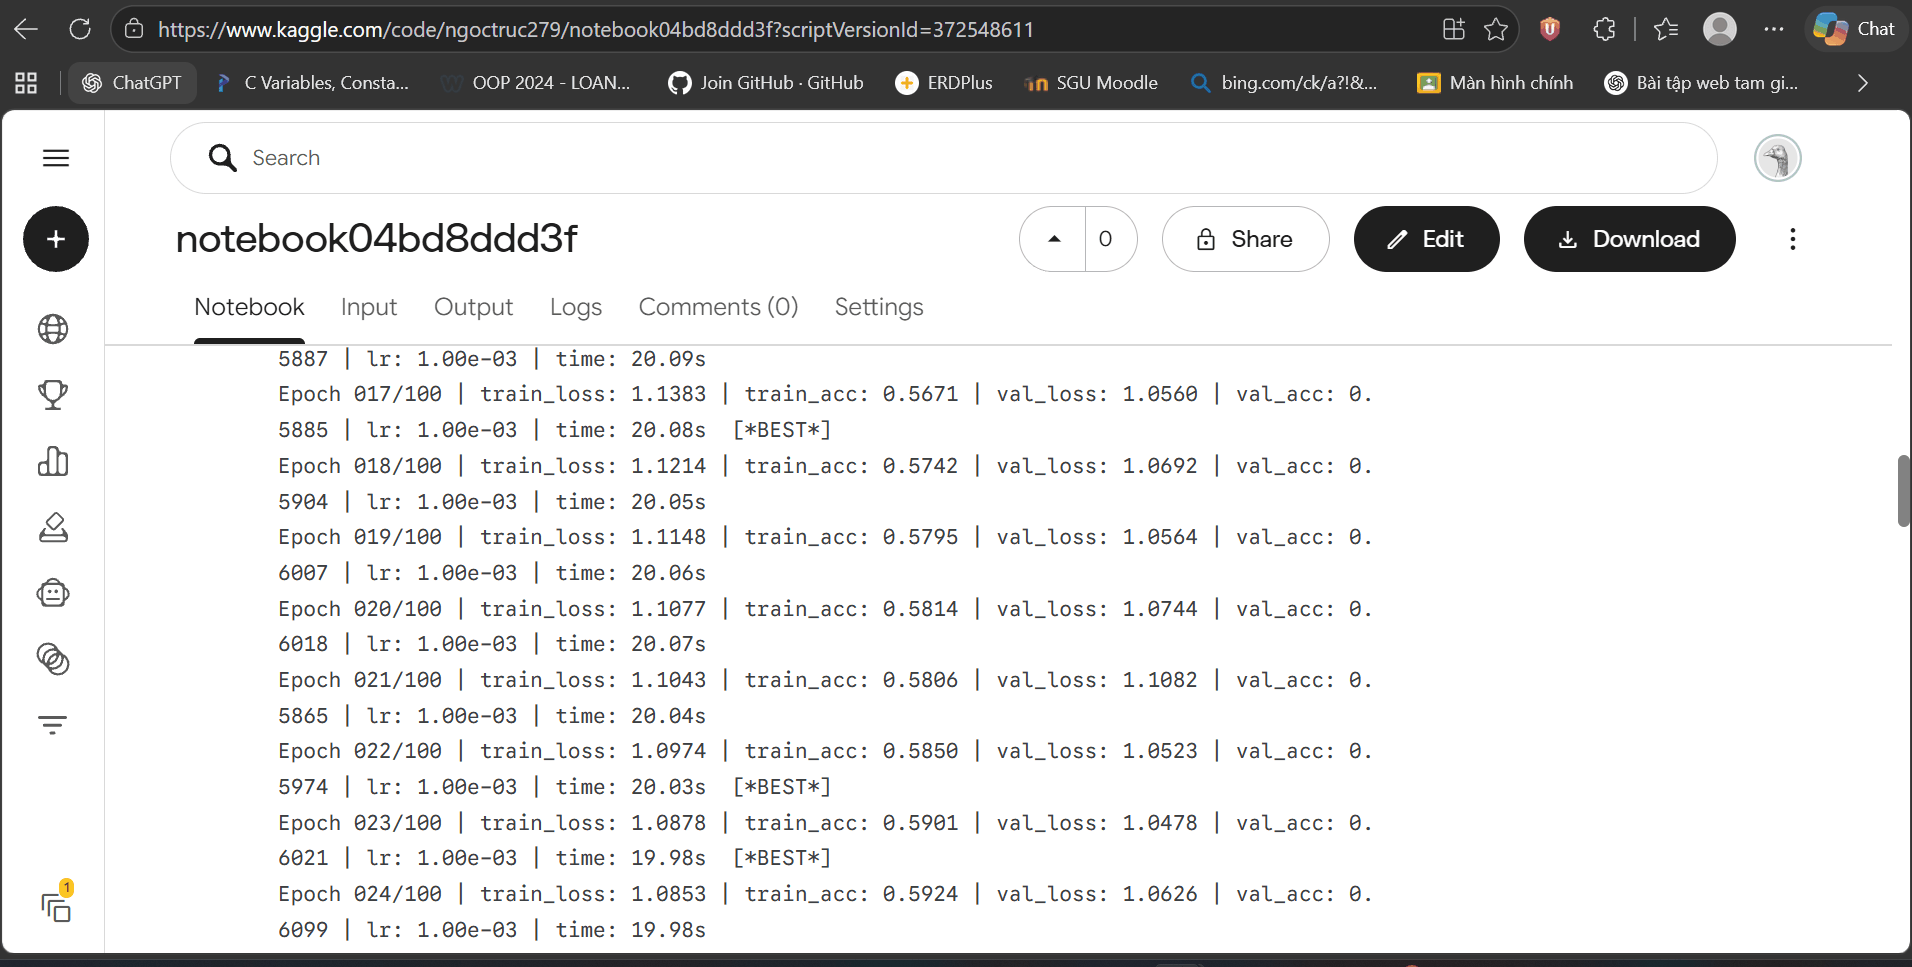 https://www.kaggle.com/code/ngoctruc279/notebook04bd8ddd3f?scriptVersionId=372548611
Chat
ChatGPT
C Variables, Consta...
OOP 2024 - LOAN...
Join GitHub · GitHub
ERDPlus
SGU Moodle
bing.com/ck/a?!&...
Màn hình chính
Bài tập web tam gi...
Search
notebook04bd8ddd3f
0
Share
Edit
Download
Notebook
Input
Output
Logs
Comments (0)
Settings
5887 | lr: 1.00e-03 | time: 20.09s
Epoch 017/100 | train_loss: 1.1383 | train_acc: 0.5671 | val_loss: 1.0560 | val_acc: 0.
5885 | lr: 1.00e-03 | time: 20.08s  [*BEST*]
Epoch 018/100 | train_loss: 1.1214 | train_acc: 0.5742 | val_loss: 1.0692 | val_acc: 0.
5904 | lr: 1.00e-03 | time: 20.05s
Epoch 019/100 | train_loss: 1.1148 | train_acc: 0.5795 | val_loss: 1.0564 | val_acc: 0.
6007 | lr: 1.00e-03 | time: 20.06s
Epoch 020/100 | train_loss: 1.1077 | train_acc: 0.5814 | val_loss: 1.0744 | val_acc: 0.
6018 | lr: 1.00e-03 | time: 20.07s
Epoch 021/100 | train_loss: 1.1043 | train_acc: 0.5806 | val_loss: 1.1082 | val_acc: 0.
5865 | lr: 1.00e-03 | time: 20.04s
Epoch 022/100 | train_loss: 1.0974 | train_acc: 0.5850 | val_loss: 1.0523 | val_acc: 0.
5974 | lr: 1.00e-03 | time: 20.03s  [*BEST*]
Epoch 023/100 | train_loss: 1.0878 | train_acc: 0.5901 | val_loss: 1.0478 | val_acc: 0.
6021 | lr: 1.00e-03 | time: 19.98s  [*BEST*]
Epoch 024/100 | train_loss: 1.0853 | train_acc: 0.5924 | val_loss: 1.0626 | val_acc: 0.
6099 | lr: 1.00e-03 | time: 19.98s
1